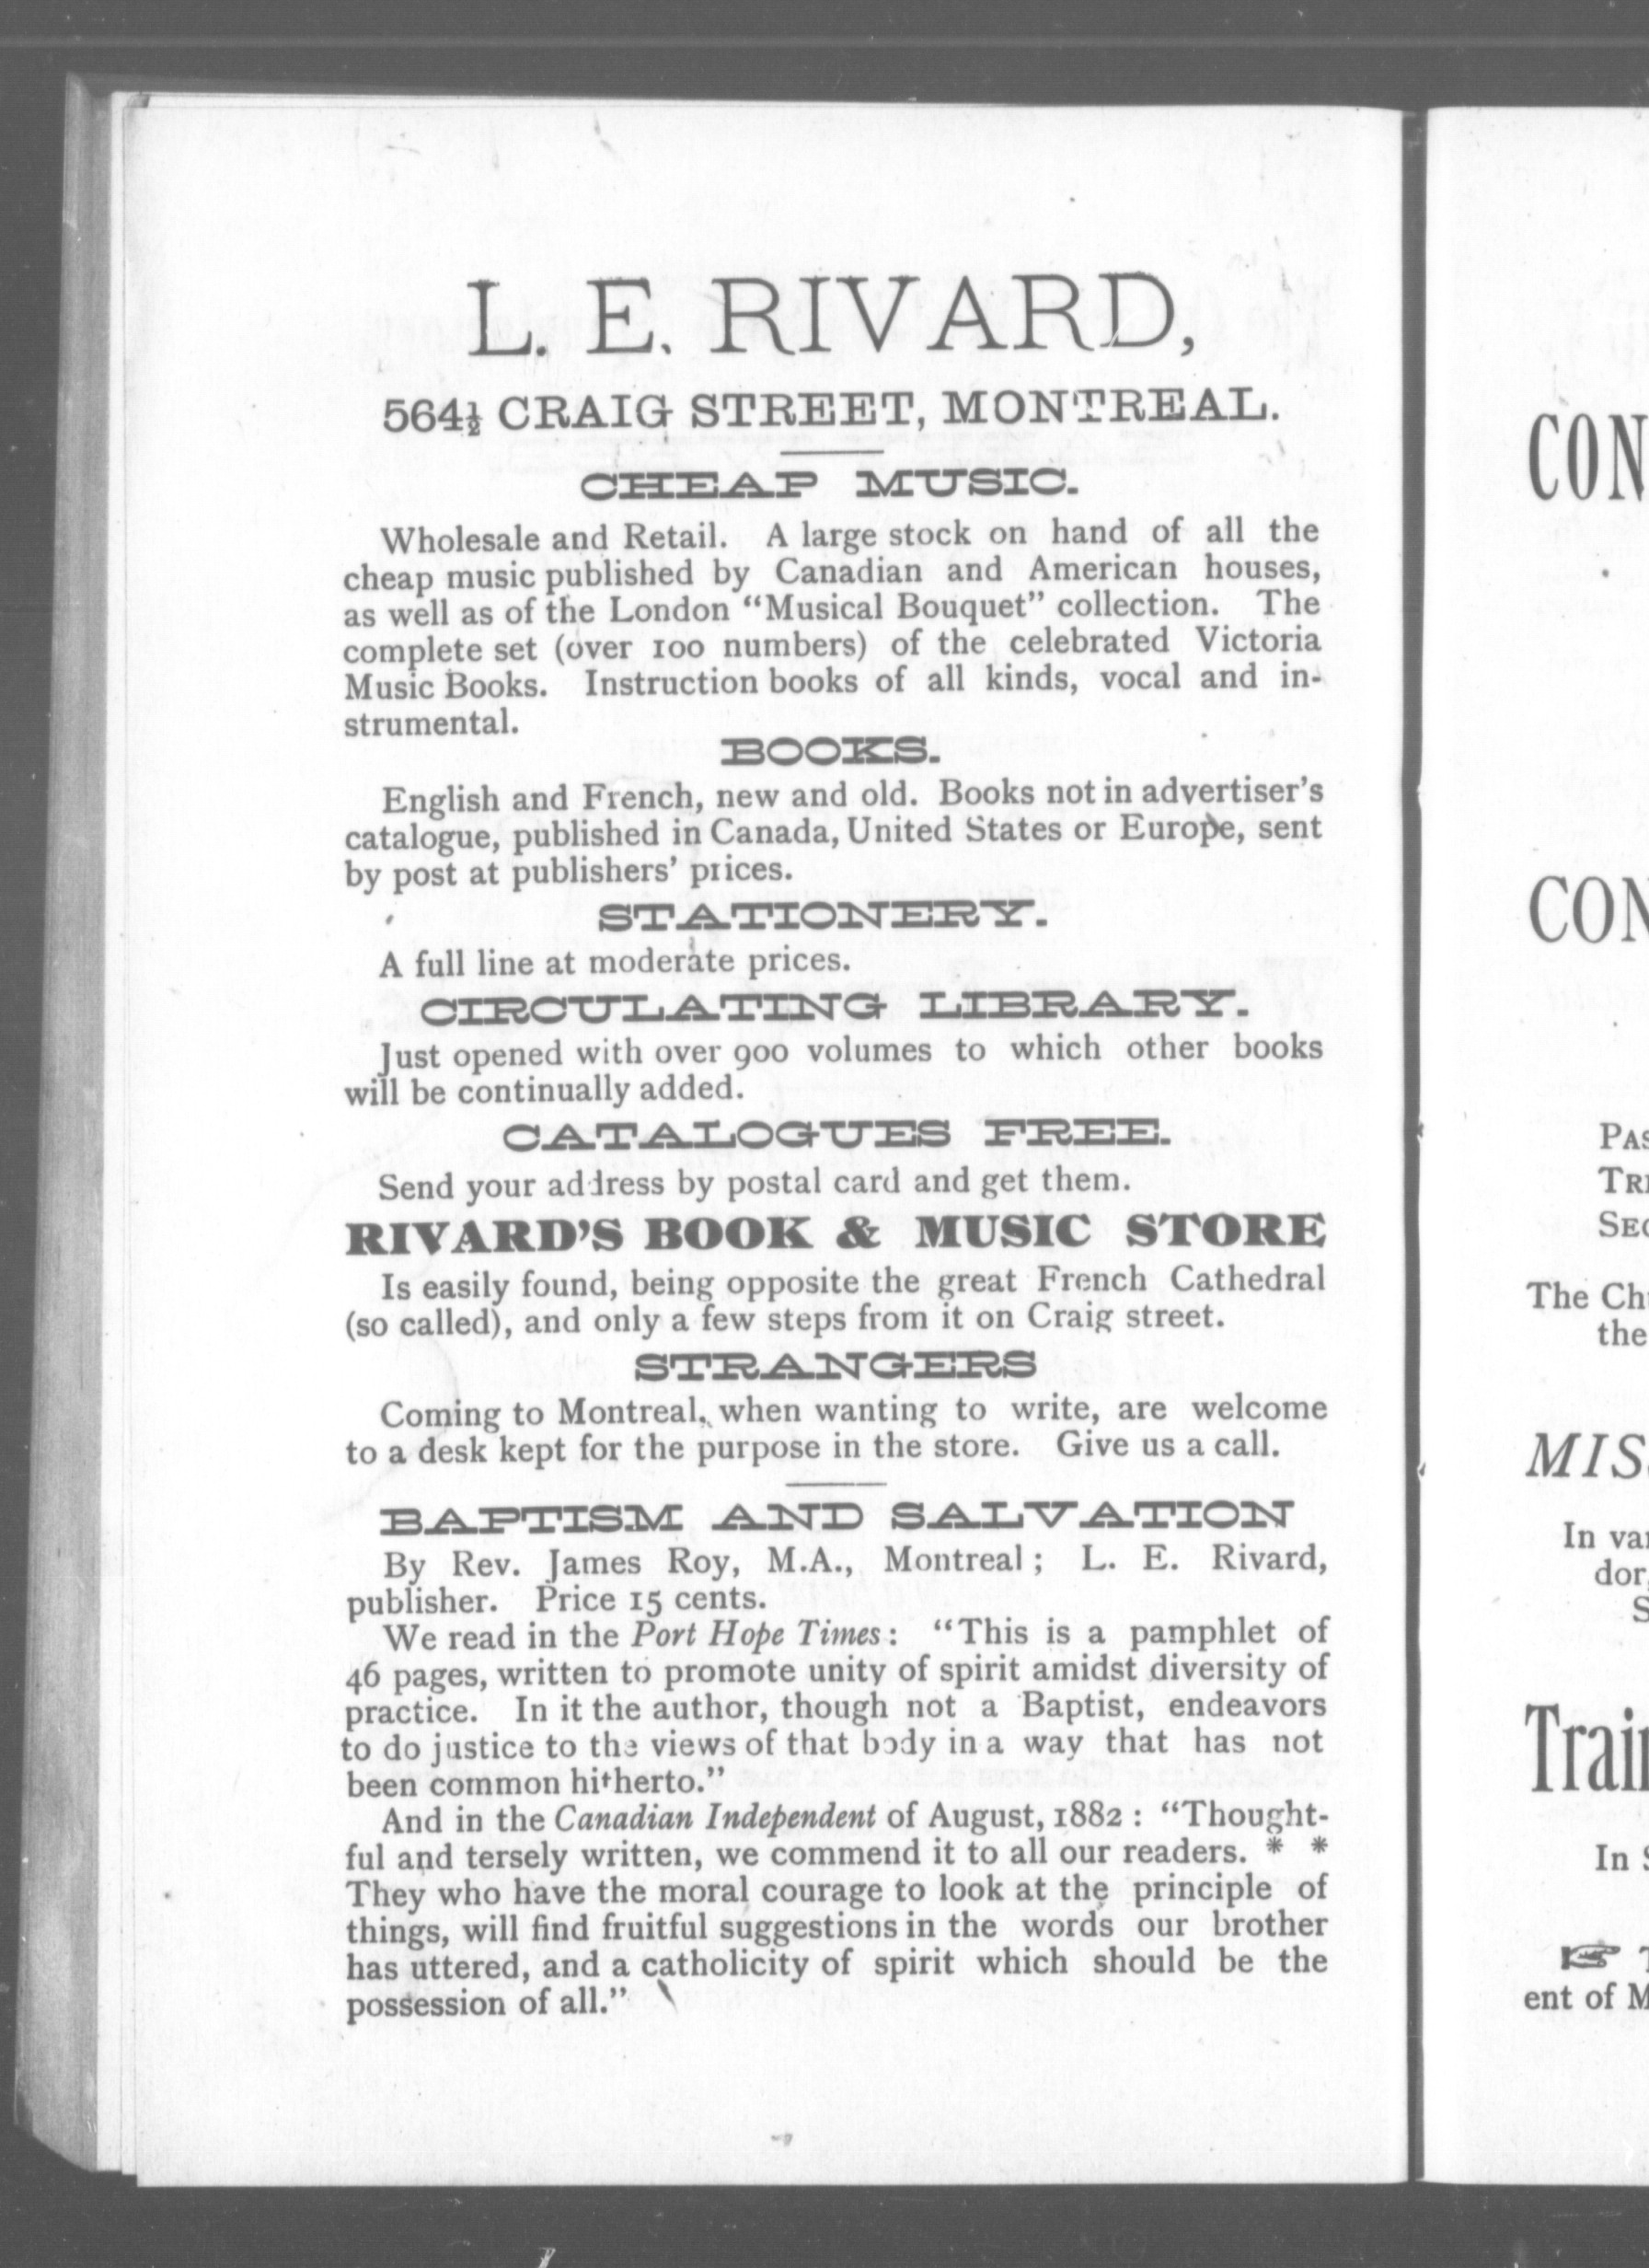 L. E. RIVARD,
564½ CRAIG STREET, MONTREAL.
CHEAP MUSIC.
Wholesale and Retail. A large stock on hand of all the
cheap music published by Canadian and American houses,
as well as of the London "Musical Bouquet" collection. The
complete set (over 100 numbers) of the celebrated Victoria
Music Books. Instruction books of all kinds, vocal and in-
strumental.
BOOKS.
English and French, new and old. Books not in advertiser's
catalogue, published in Canada, United States or Europe, sent
by post at publishers' prices.
STATIONERY.
A full line at moderate prices.
CIRCULATING LIBRARY.
Just opened with over 900 volumes to which other books
will be continually added.
CATALOGUES FREE.
Send your address by postal card and get them.
RIVARD'S BOOK & MUSIC STORE
Is easily found, being opposite the great French Cathedral
(so called), and only a few steps from it on Craig street.
STRANGERS
Coming to Montreal, when wanting to write, are welcome
to a desk kept for the purpose in the store. Give us a call.
BAPTISM AND SALVATION
By Rev. James Roy, M.A., Montreal; L. E. Rivard,
publisher. Price 15 cents.
We read in the Port Hope Times: "This is a pamphlet of
46 pages, written to promote unity of spirit amidst diversity of
practice. In it the author, though not a Baptist, endeavors
to do justice to the views of that body in a way that has not
been common hitherto."
And in the Canadian Independent of August, 1882: "Thought-
ful and tersely written, we commend it to all our readers. * *
They who have the moral courage to look at the principle of
things, will find fruitful suggestions in the words our brother
has uttered, and a catholicity of spirit which should be the
possession of all."
CON
CON
The
the
MIS
In
Train
In
ent of M